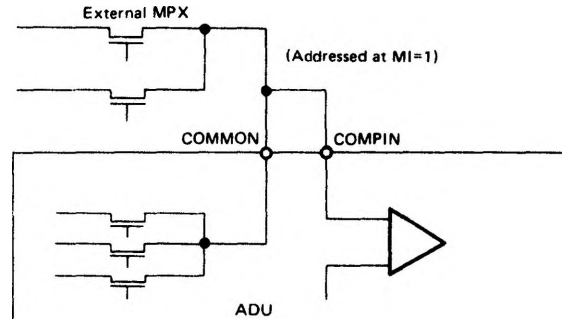 External MPX
(Addressed at MI=1)
COMMON
COMPIN
ADU